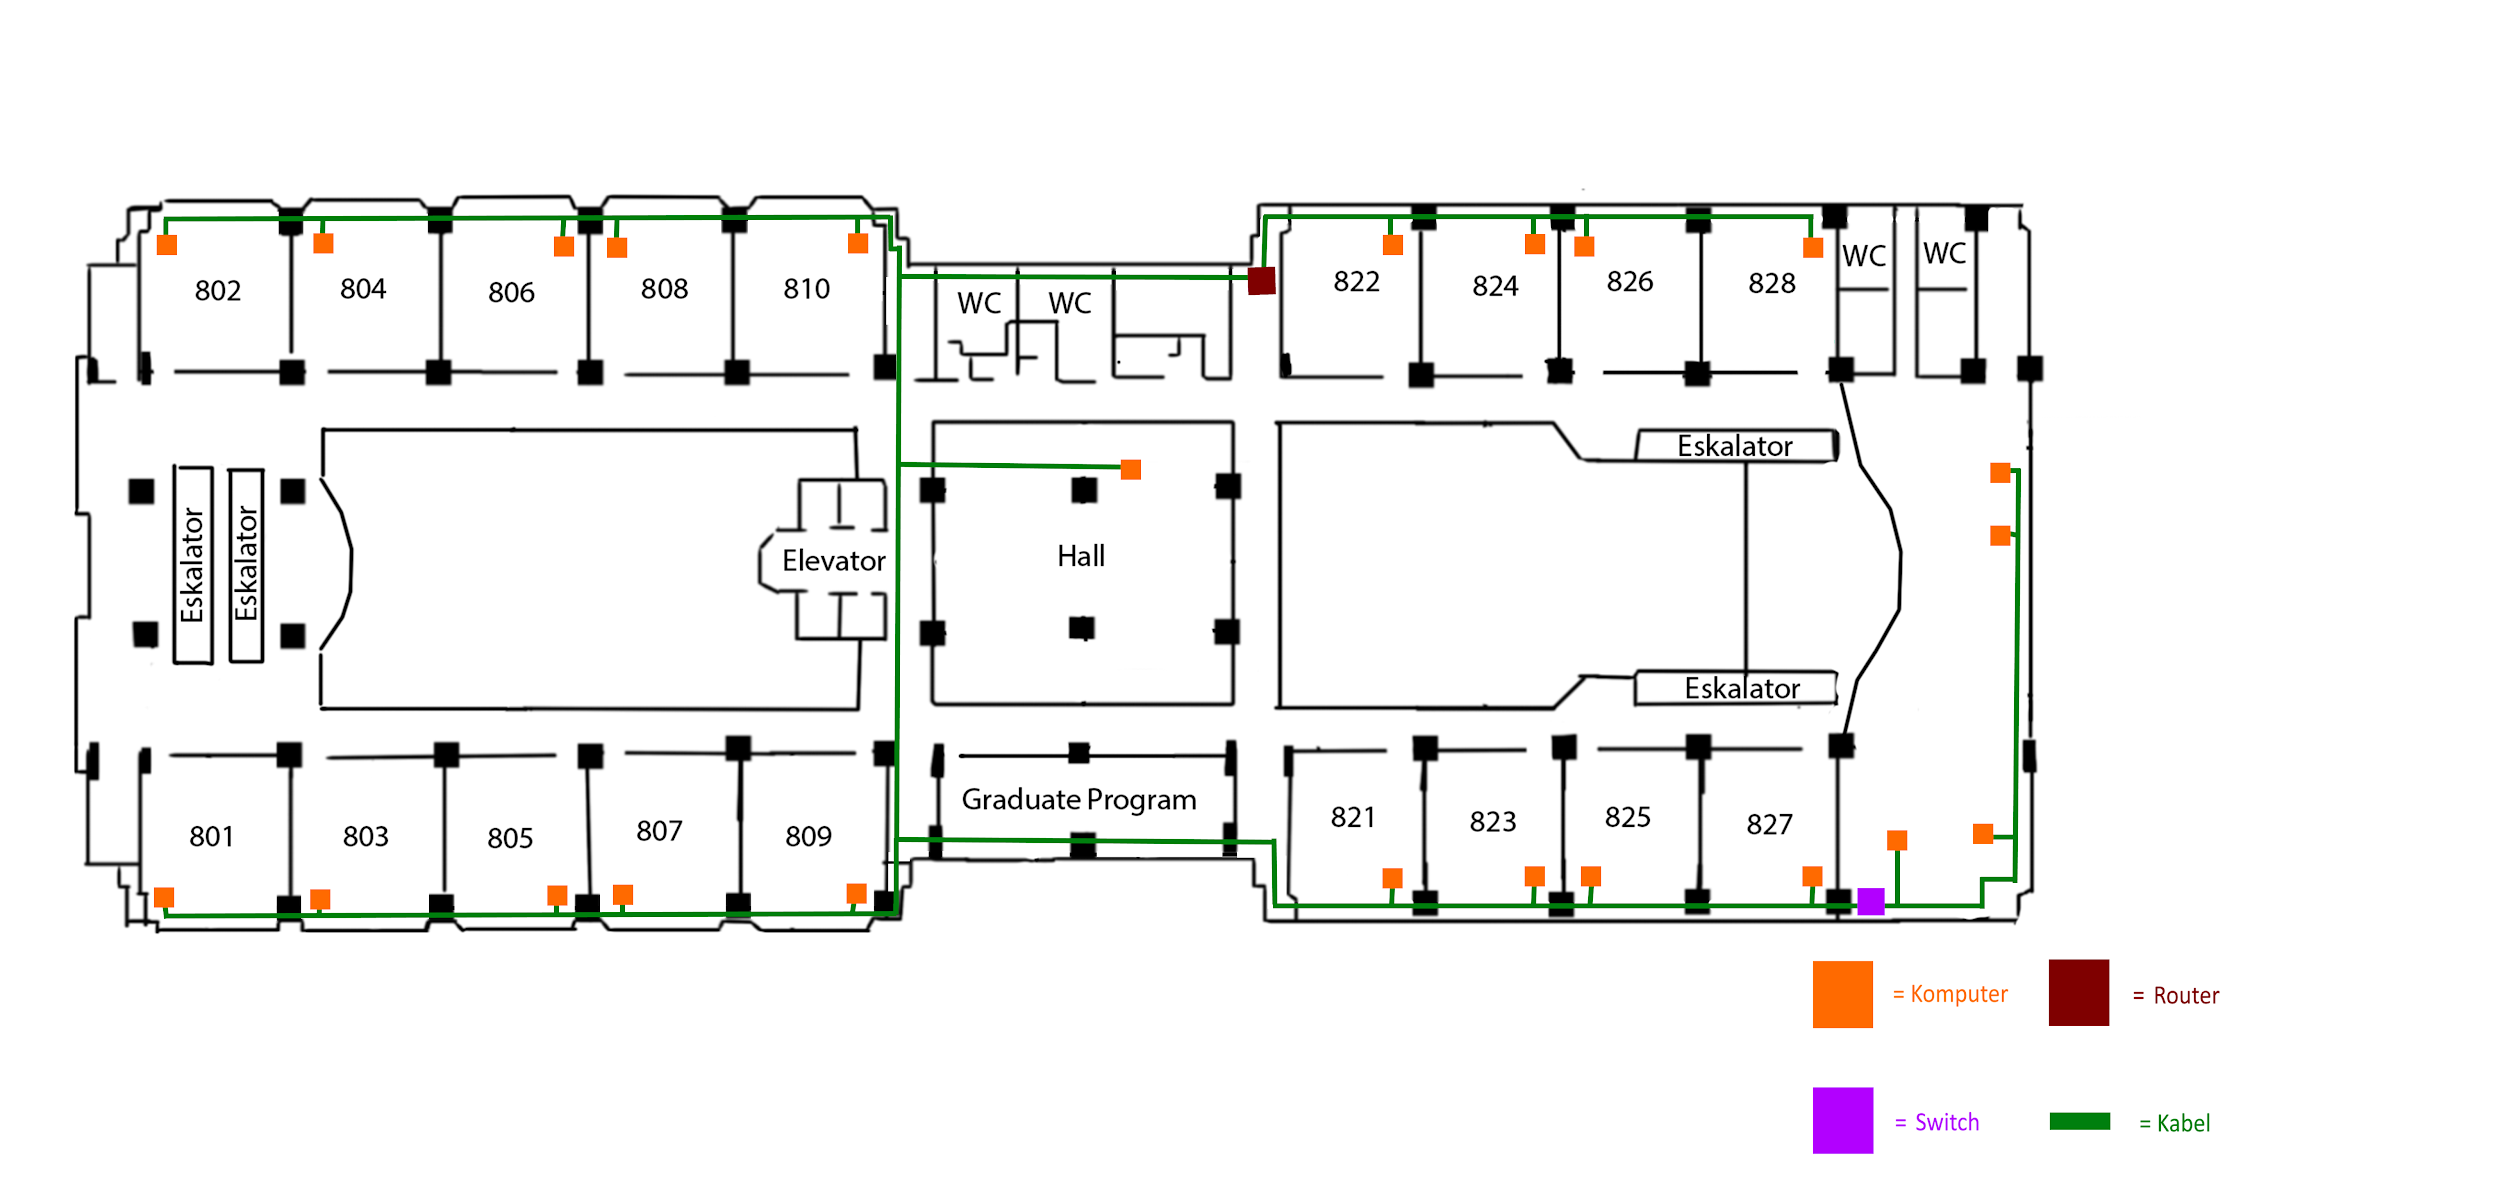 802
804
806
808
810
WC
WC
822
824
826
828
WC
WC
Eskalator
Eskalator
Eskalator
Elevator
Hall
Eskalator
801
803
805
807
809
Graduate Program
821
823
825
827
= Komputer
= Router
= Switch
= Kabel